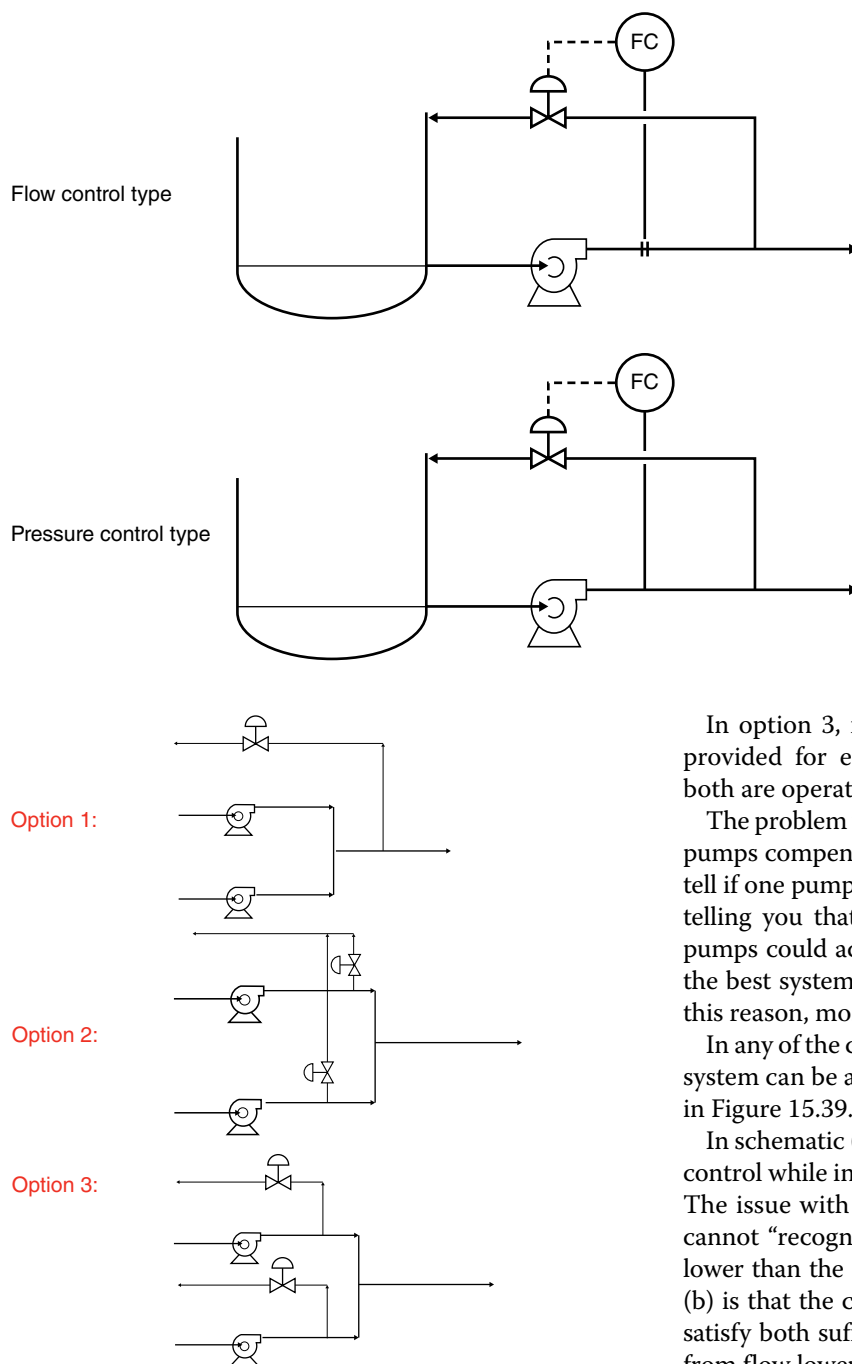 FC
Flow control type
FC
Pressure control type
Option 1:
Option 2:
Option 3:
In option 3,
provided for e
both are operat
The problem
pumps compen
tell if one pump
telling you that
pumps could ac
the best system
this reason, mo
In any of the c
system can be a
in Figure 15.39.
In schematic
control while in
The issue with
cannot “recogn
lower than the
(b) is that the c
satisfy both suf
from flow lower